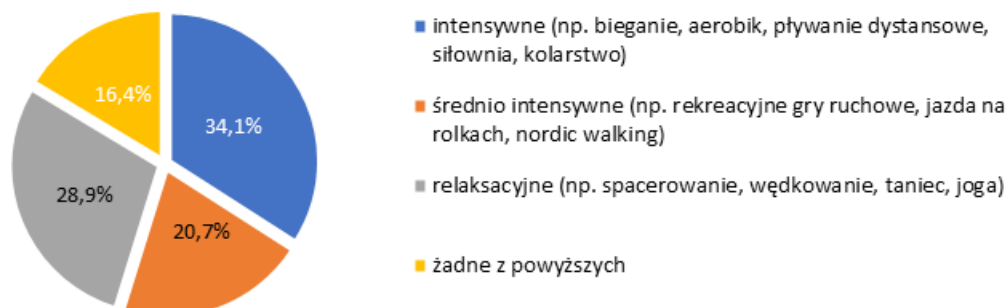 34,1%
20,7%
28,9%
16,4%
intensywne (np. bieganie, aerobik, pływanie dystansowe,
siłownia, kolarstwo)
średnio intensywne (np. rekreacyjne gry ruchowe, jazda na
rolkach, nordic walking)
relaksacyjne (np. spacerowanie, wędkowanie, taniec, joga)
żadne z powyższych